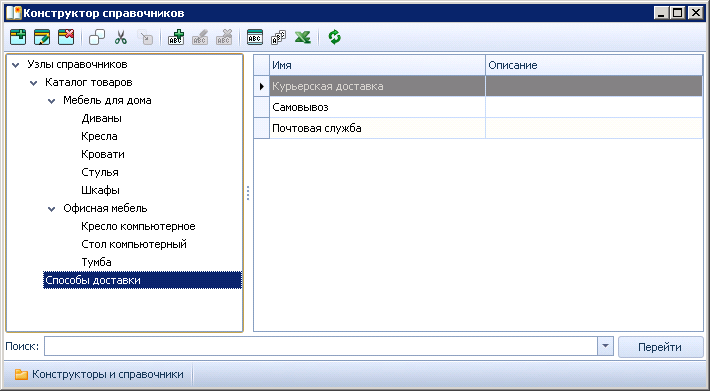 Конструктор справочников
Узлы справочников
Каталог товаров
Мебель для дома
Диваны
Кресла
Кровати
Стулья
Шкафы
Офисная мебель
Кресло компьютерное
Стол компьютерный
Тумба
Способы доставки
Имя Описание
Курьерская доставка
Самовывоз
Почтовая служба
Поиск: Перейти
Конструкторы и справочники